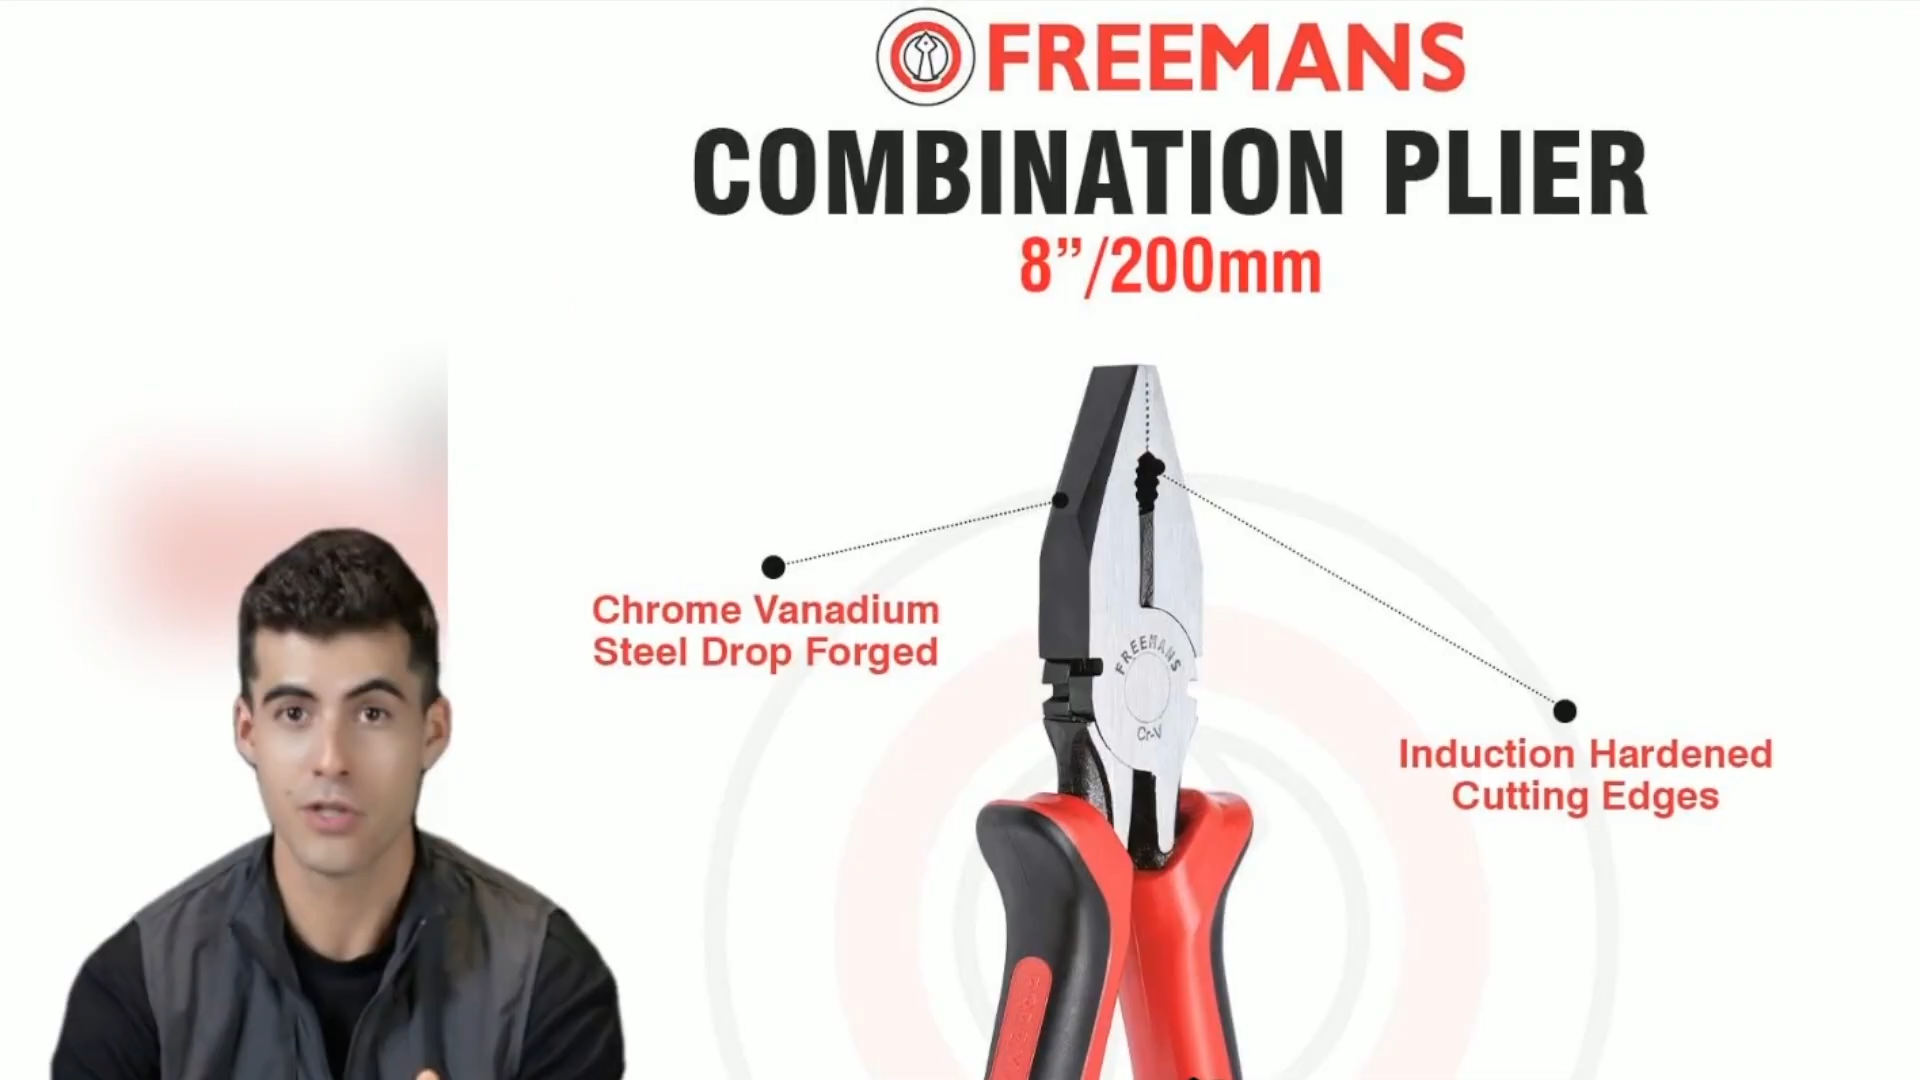 FREEMANS
COMBINATION PLIER
8”/200mm
Chrome Vanadium
Steel Drop Forged
FREEMANS
Cr-V
Induction Hardened
Cutting Edges